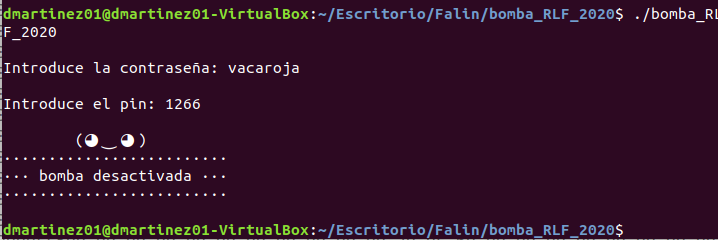 dmartinez01@dmartinez01-VirtualBox:~/Escritorio/Falin/bomba_RLF_2020$ ./bomba_RL
F_2020
Introduce la contraseña: vacaroja
Introduce el pin: 1266
(◕‿◕)
·························
··· bomba desactivada ···
·························
dmartinez01@dmartinez01-VirtualBox:~/Escritorio/Falin/bomba_RLF_2020$